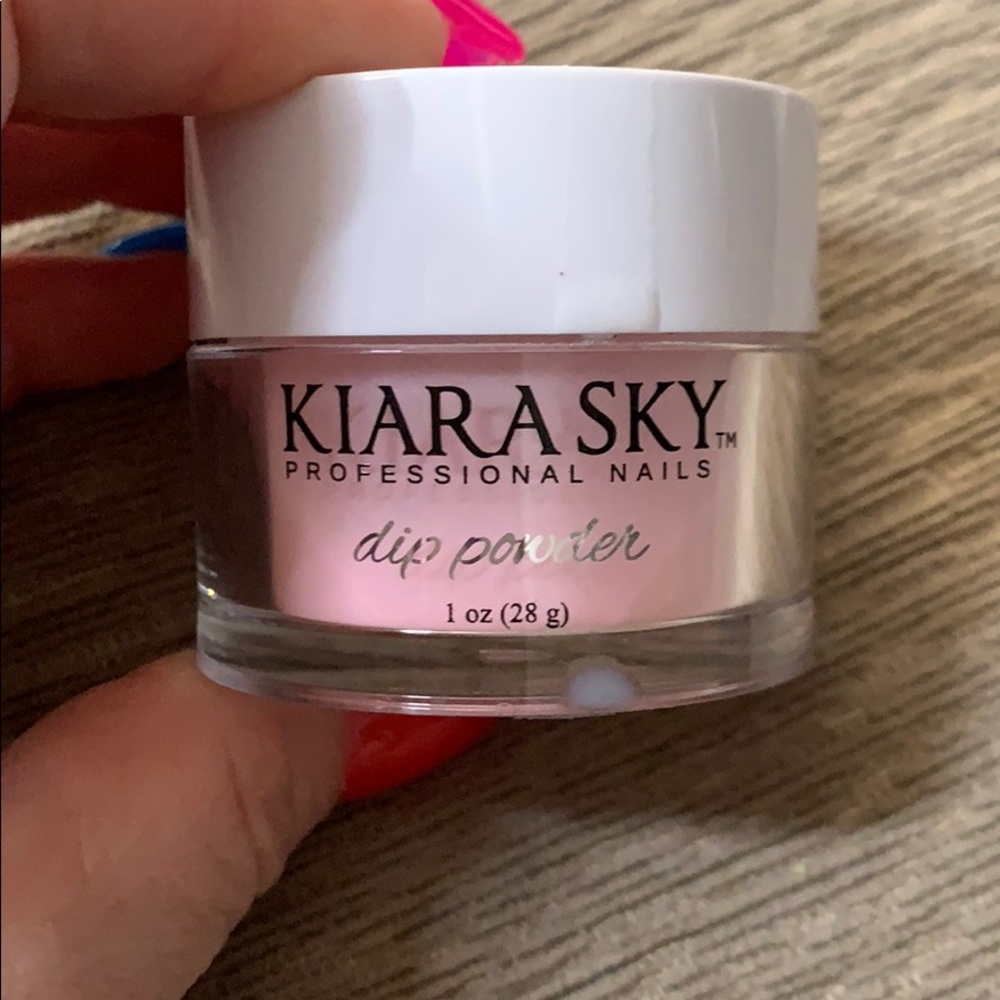 KIARA SKY™
PROFESSIONAL NAILS
dip powder
1 oz (28 g)